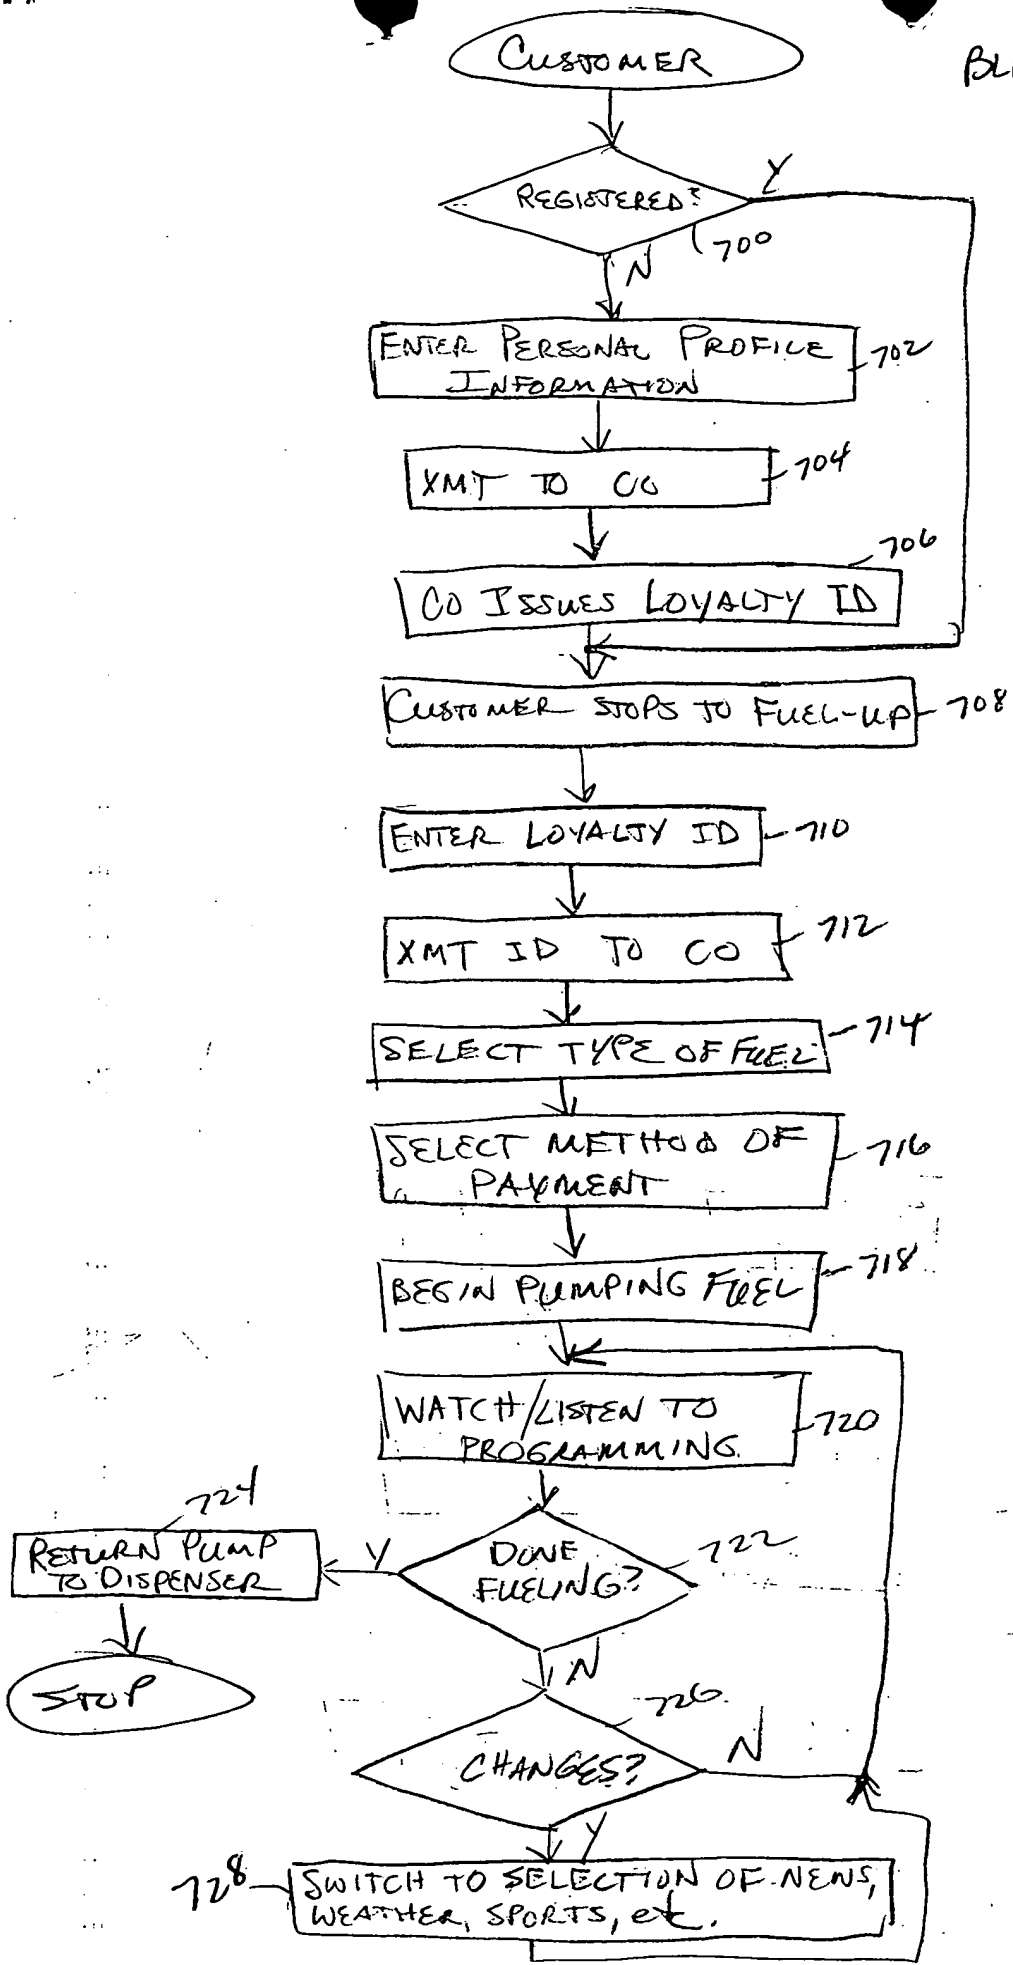 CUSTOMER
REGISTERED?
Y
700
N
ENTER PERSONAL PROFILE
INFORMATION
702
XMT TO CO
704
706
CO ISSUES LOYALTY ID
CUSTOMER STOPS TO FUEL-UP
708
ENTER LOYALTY ID
710
XMT ID TO CO
712
SELECT TYPE OF FUEL
714
SELECT METHOD OF
PAYMENT
716
BEGIN PUMPING FUEL
718
WATCH/LISTEN TO
PROGRAMMING
720
724
RETURN PUMP
TO DISPENSER
Y
DONE
FUELING?
722
N
STOP
726
CHANGES?
N
Y
728
SWITCH TO SELECTION OF NEWS,
WEATHER, SPORTS, etc.